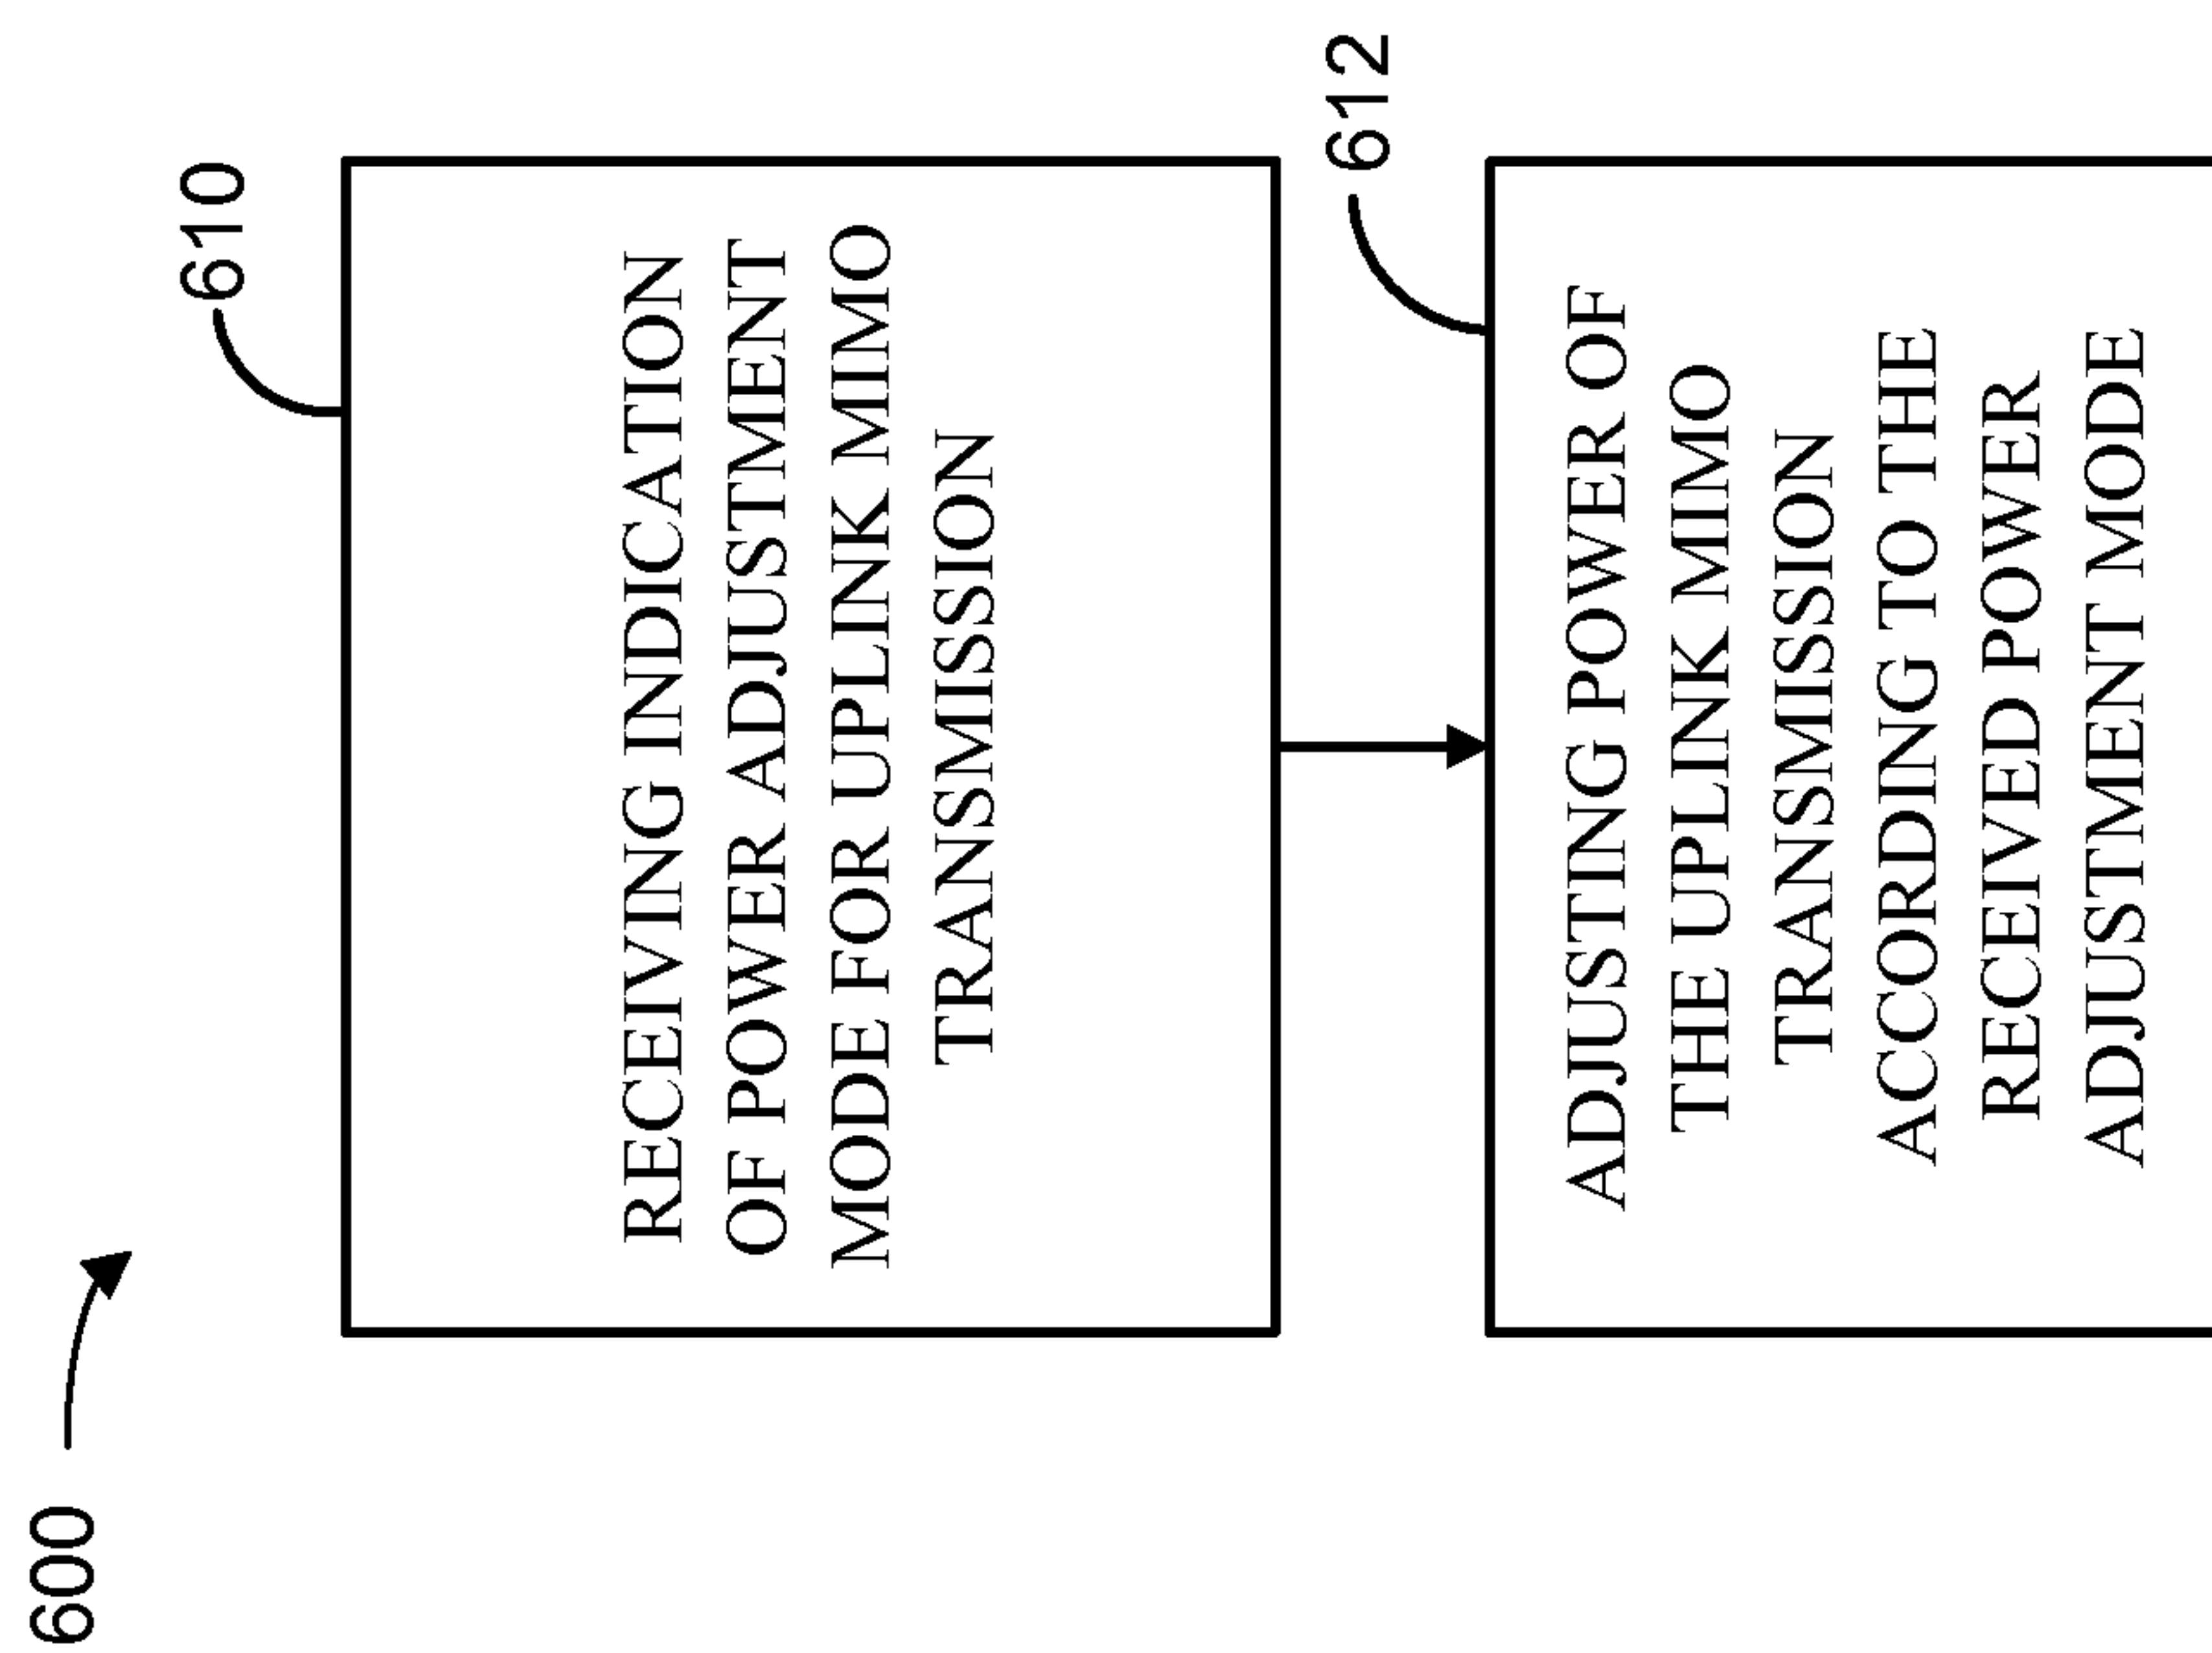 600
610
RECEIVING INDICATION
OF POWER ADJUSTMENT
MODE FOR UPLINK MIMO
TRANSMISSION
612
ADJUSTING POWER OF
THE UPLINK MIMO
TRANSMISSION
ACCORDING TO THE
RECEIVED POWER
ADJUSTMENT MODE